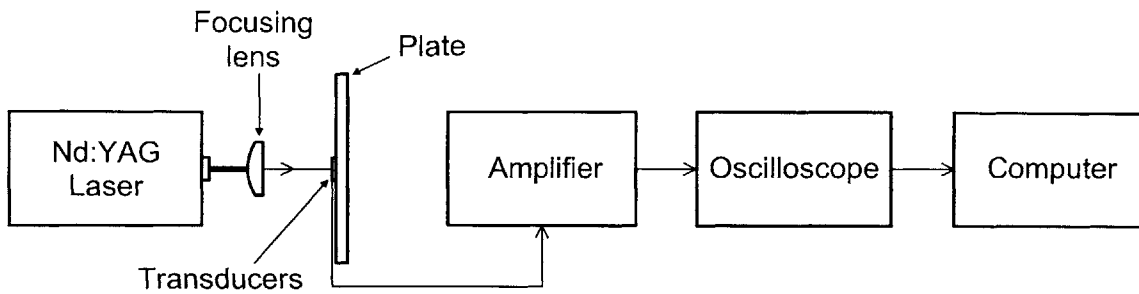 Focusing
lens
Plate
Nd:YAG
Laser
Amplifier
Oscilloscope
Computer
Transducers